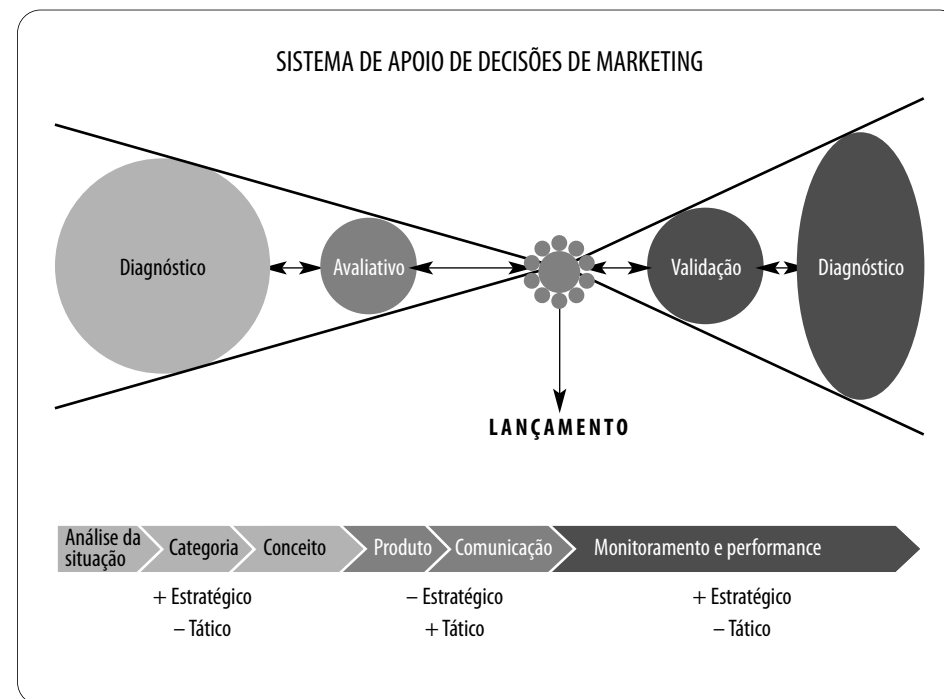 SISTEMA DE APOIO DE DECISÕES DE MARKETING
Diagnóstico
Avaliativo
Validação
Diagnóstico
LANÇAMENTO
Análise da
situação
Categoria
Conceito
Produto
Comunicação
Monitoramento e performance
+ Estratégico
– Tático
– Estratégico
+ Tático
+ Estratégico
– Tático